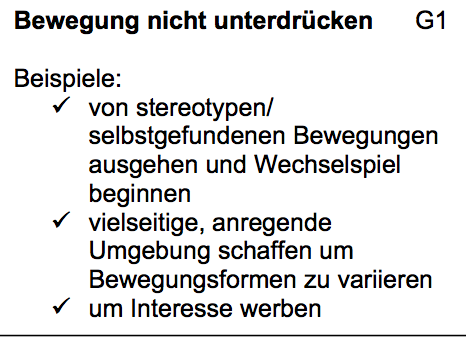 Bewegung nicht unterdrücken G1
Beispiele:
✓ von stereotypen/
selbstgefundenen Bewegungen
ausgehen und Wechselspiel
beginnen
✓ vielseitige, anregende
Umgebung schaffen um
Bewegungsformen zu variieren
✓ um Interesse werben